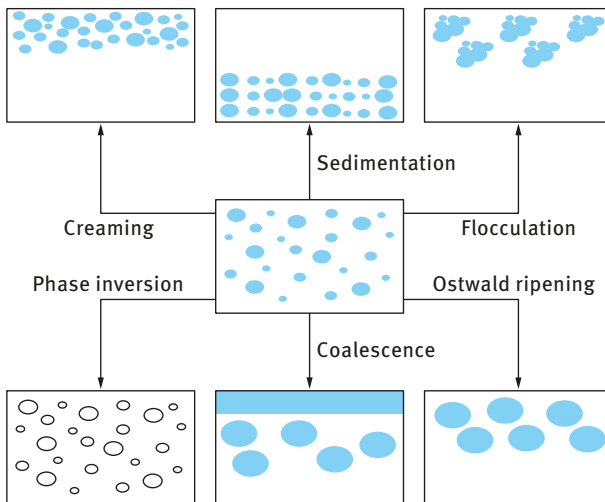 Sedimentation
Creaming
Flocculation
Phase inversion
Ostwald ripening
Coalescence